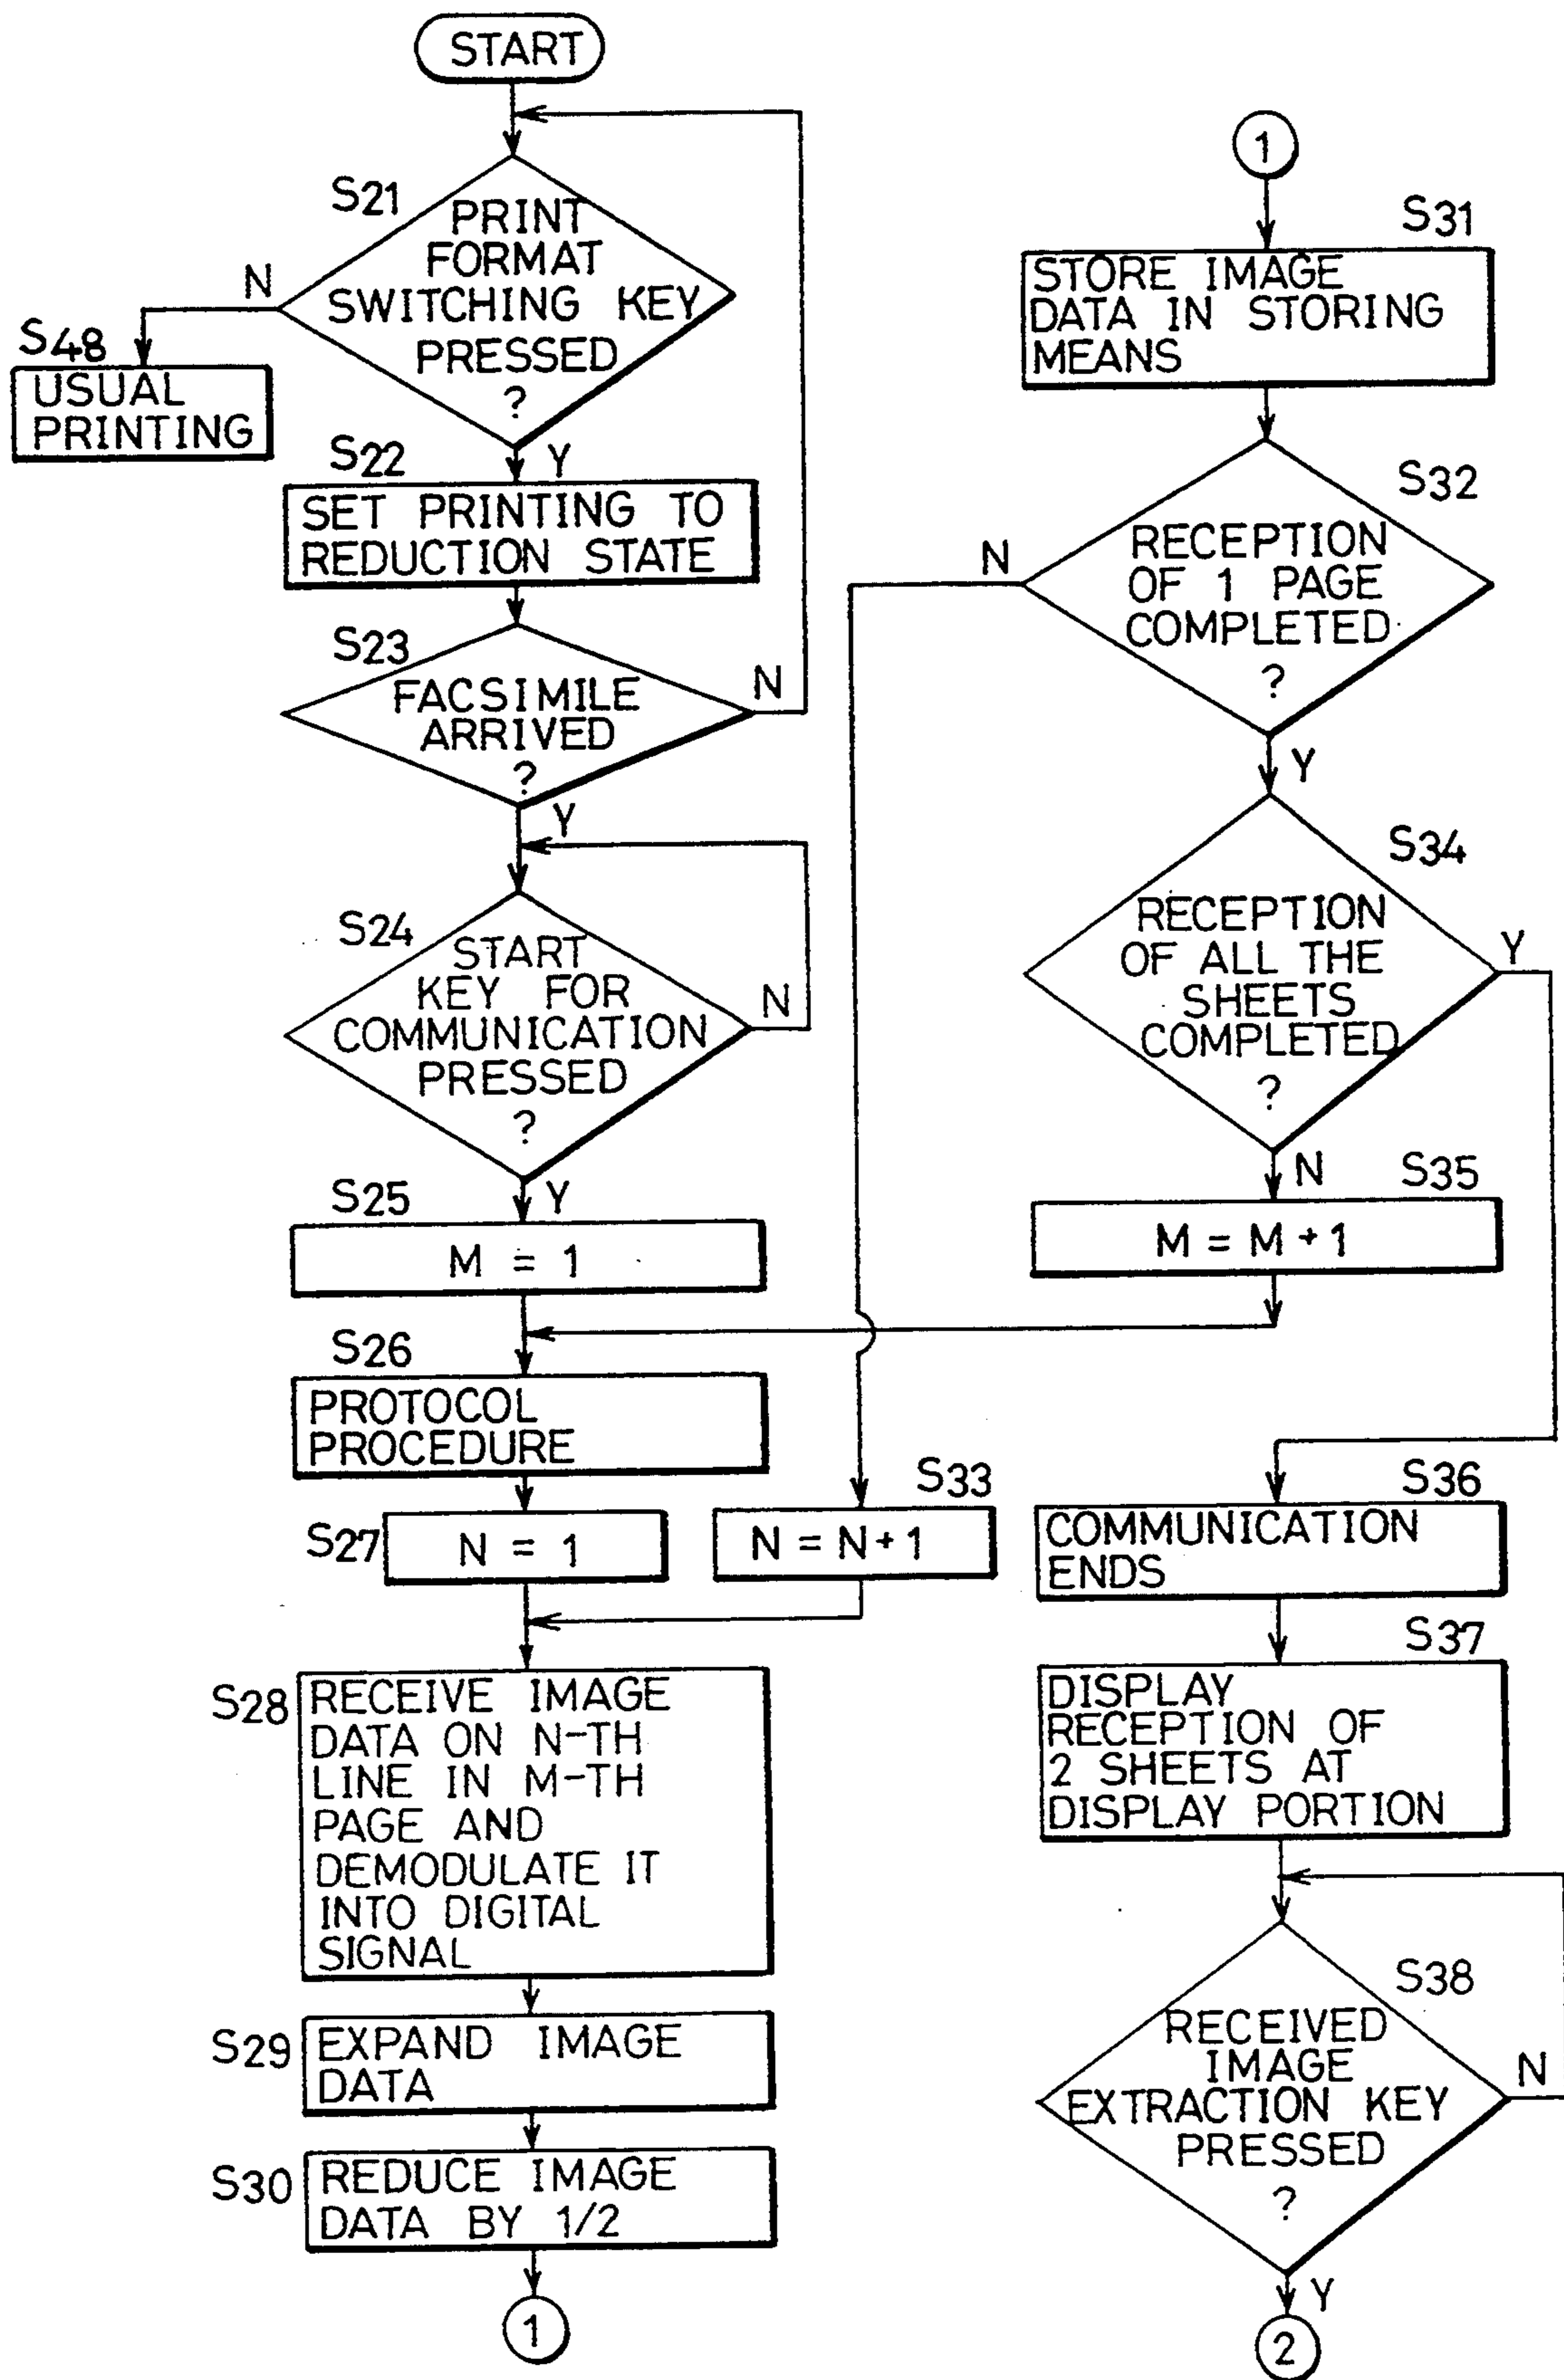 START
S21
PRINT
FORMAT
SWITCHING KEY
PRESSED
?
N
S48
USUAL
PRINTING
Y
S22
SET PRINTING TO
REDUCTION STATE
S23
FACSIMILE
ARRIVED
?
N
Y
S24
START
KEY FOR
COMMUNICATION
PRESSED
?
N
Y
S25
M = 1
S26
PROTOCOL
PROCEDURE
S27
N = 1
S33
N = N+1
S28
RECEIVE IMAGE
DATA ON N-TH
LINE IN M-TH
PAGE AND
DEMODULATE IT
INTO DIGITAL
SIGNAL
S29
EXPAND IMAGE
DATA
S30
REDUCE IMAGE
DATA BY 1/2
1
1
S31
STORE IMAGE
DATA IN STORING
MEANS
S32
RECEPTION
OF 1 PAGE
COMPLETED
?
N
Y
S34
RECEPTION
OF ALL THE
SHEETS
COMPLETED
?
Y
N
S35
M = M+1
S36
COMMUNICATION
ENDS
S37
DISPLAY
RECEPTION OF
2 SHEETS AT
DISPLAY PORTION
S38
RECEIVED
IMAGE
EXTRACTION KEY
PRESSED
?
N
Y
2